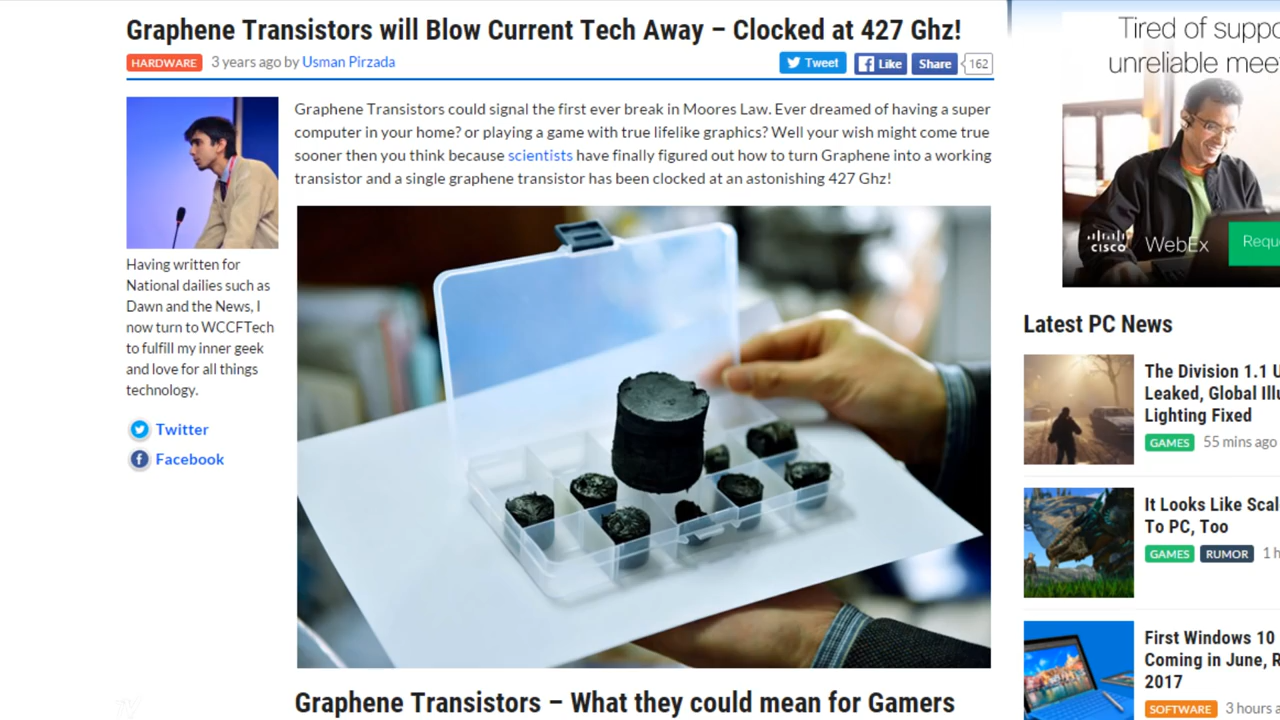 Graphene Transistors will Blow Current Tech Away – Clocked at 427 Ghz!
HARDWARE 3 years ago by Usman Pirzada
Tweet Like Share 162
Graphene Transistors could signal the first ever break in Moores Law. Ever dreamed of having a super
computer in your home? or playing a game with true lifelike graphics? Well your wish might come true
sooner then you think because scientists have finally figured out how to turn Graphene into a working
transistor and a single graphene transistor has been clocked at an astonishing 427 Ghz!
Having written for
National dailies such as
Dawn and the News, I
now turn to WCCFTech
to fulfill my inner geek
and love for all things
technology.
Twitter
Facebook
Graphene Transistors – What they could mean for Gamers
Tired of
unreliable
cisco WebEx
Latest PC News
The Division 1.1
Leaked, Global
Lighting Fixed
GAMES 55 mins ago
It Looks Like
To PC, Too
GAMES RUMOR
First Windows 10
Coming in June,
2017
SOFTWARE 3 hours